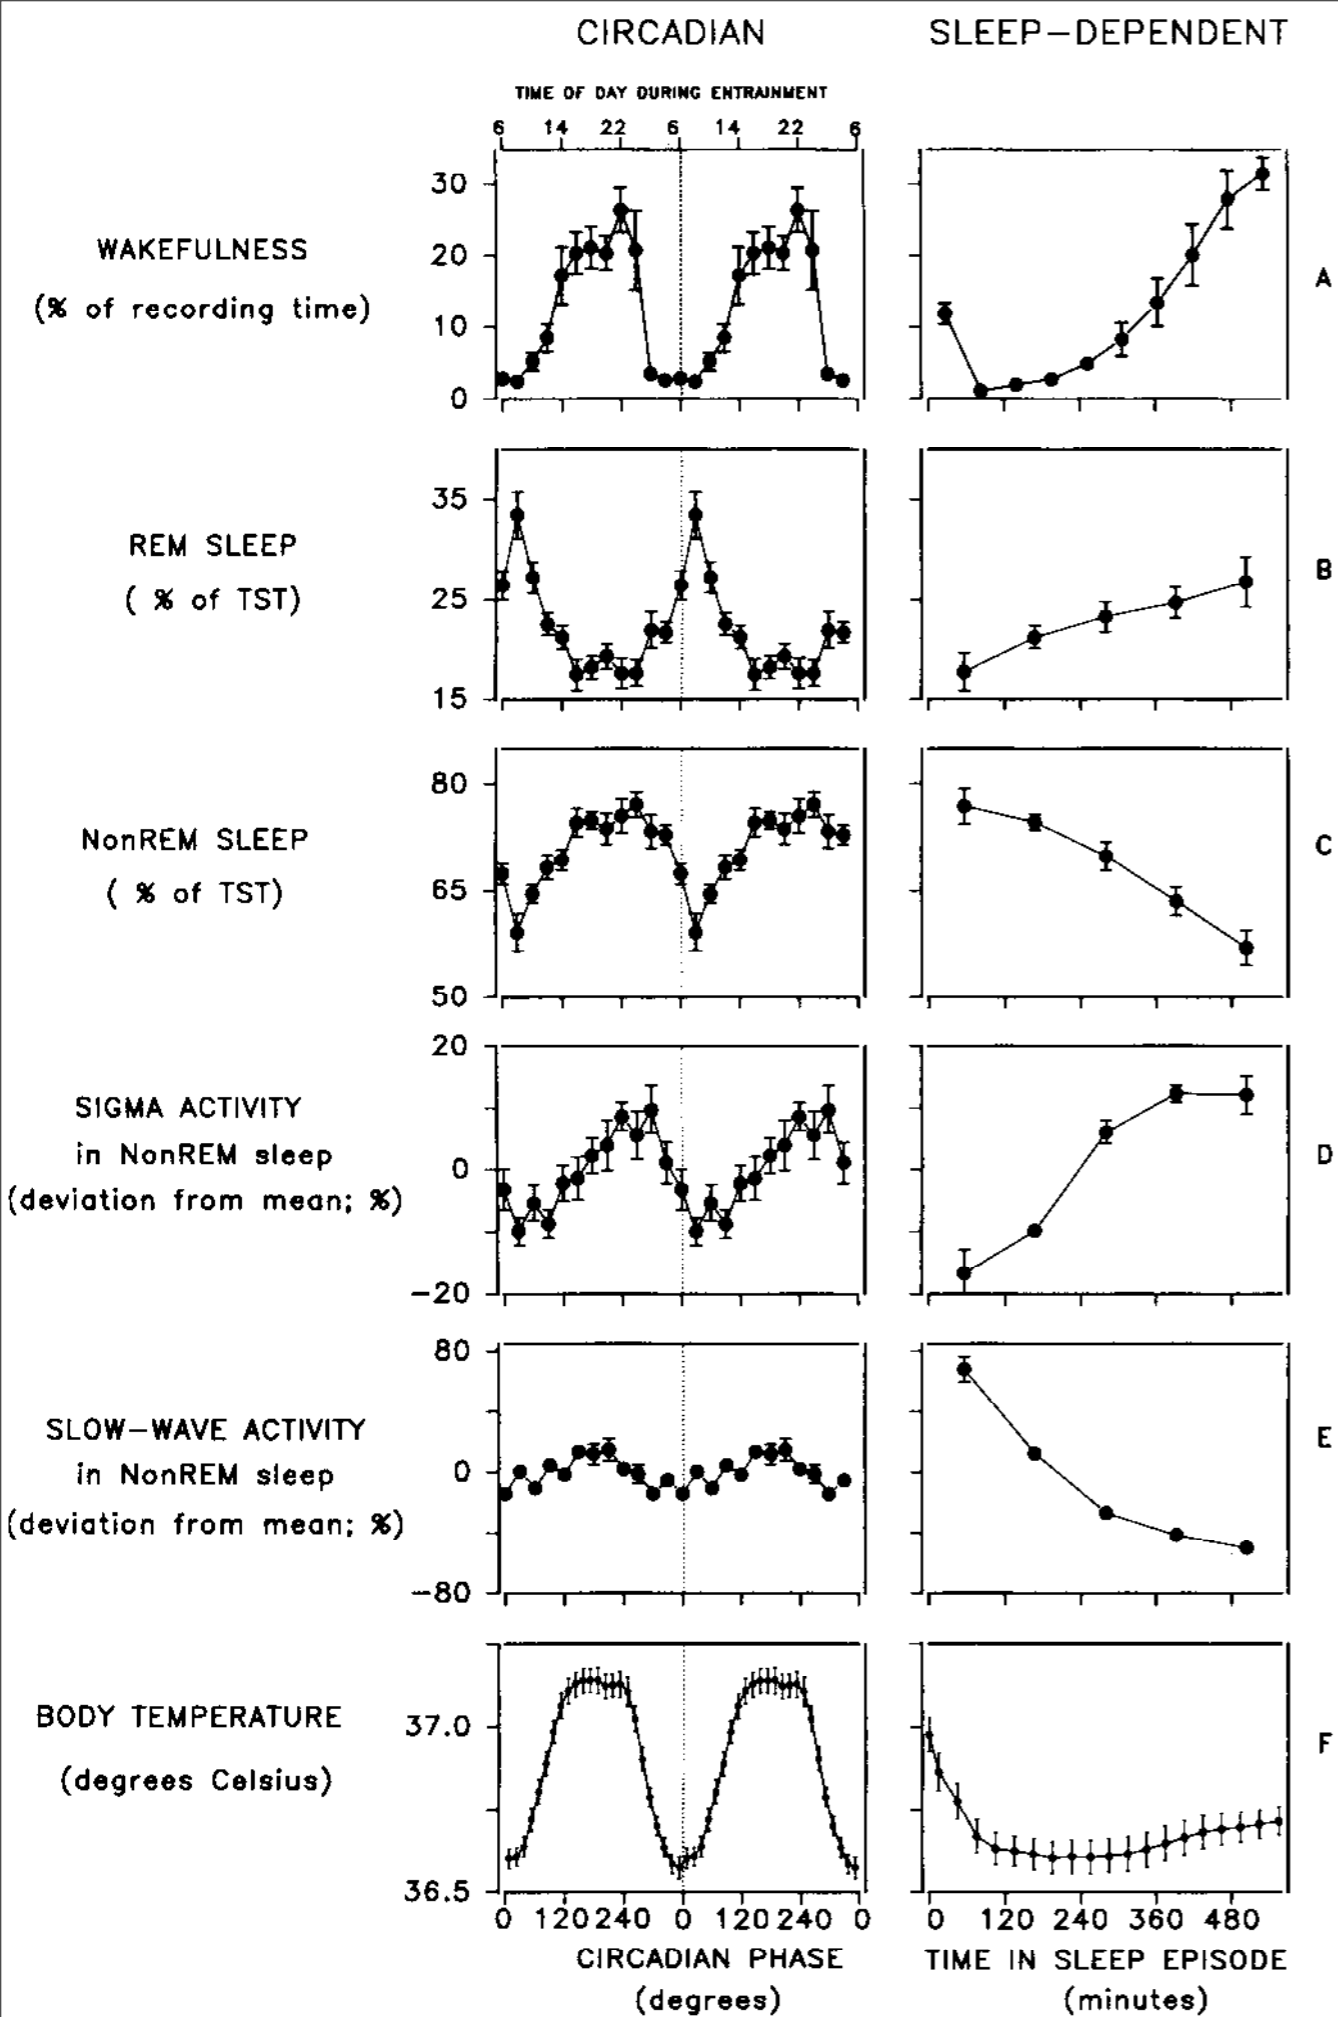 CIRCADIAN
SLEEP-DEPENDENT
TIME OF DAY DURING ENTRAINMENT
6 14 22 6 14 22 6
WAKEFULNESS
(% of recording time)
30
20
10
0
A
REM SLEEP
( % of TST)
35
25
15
B
NonREM SLEEP
( % of TST)
80
65
50
C
SIGMA ACTIVITY
in NonREM sleep
(deviation from mean; %)
20
0
-20
D
SLOW-WAVE ACTIVITY
in NonREM sleep
(deviation from mean; %)
80
0
-80
E
BODY TEMPERATURE
(degrees Celsius)
37.0
36.5
F
0 120 240 0 120 240 0
0 120 240 360 480
CIRCADIAN PHASE
(degrees)
TIME IN SLEEP EPISODE
(minutes)